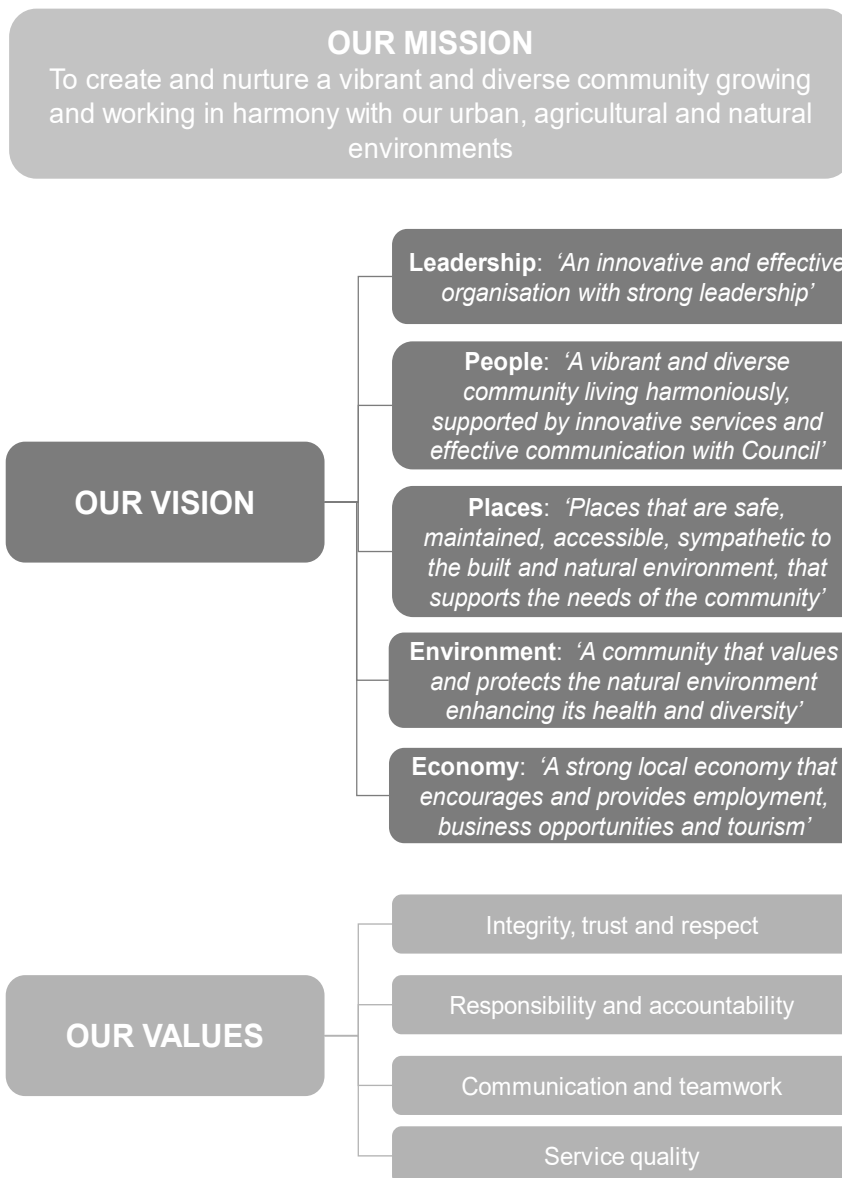 OUR MISSION
To create and nurture a vibrant and diverse community growing
and working in harmony with our urban, agricultural and natural
environments
OUR VISION
Leadership: ‘An innovative and effective
organisation with strong leadership’
People: ‘A vibrant and diverse
community living harmoniously,
supported by innovative services and
effective communication with Council’
Places: ‘Places that are safe,
maintained, accessible, sympathetic to
the built and natural environment, that
supports the needs of the community’
Environment: ‘A community that values
and protects the natural environment
enhancing its health and diversity’
Economy: ‘A strong local economy that
encourages and provides employment,
business opportunities and tourism’
OUR VALUES
Integrity, trust and respect
Responsibility and accountability
Communication and teamwork
Service quality